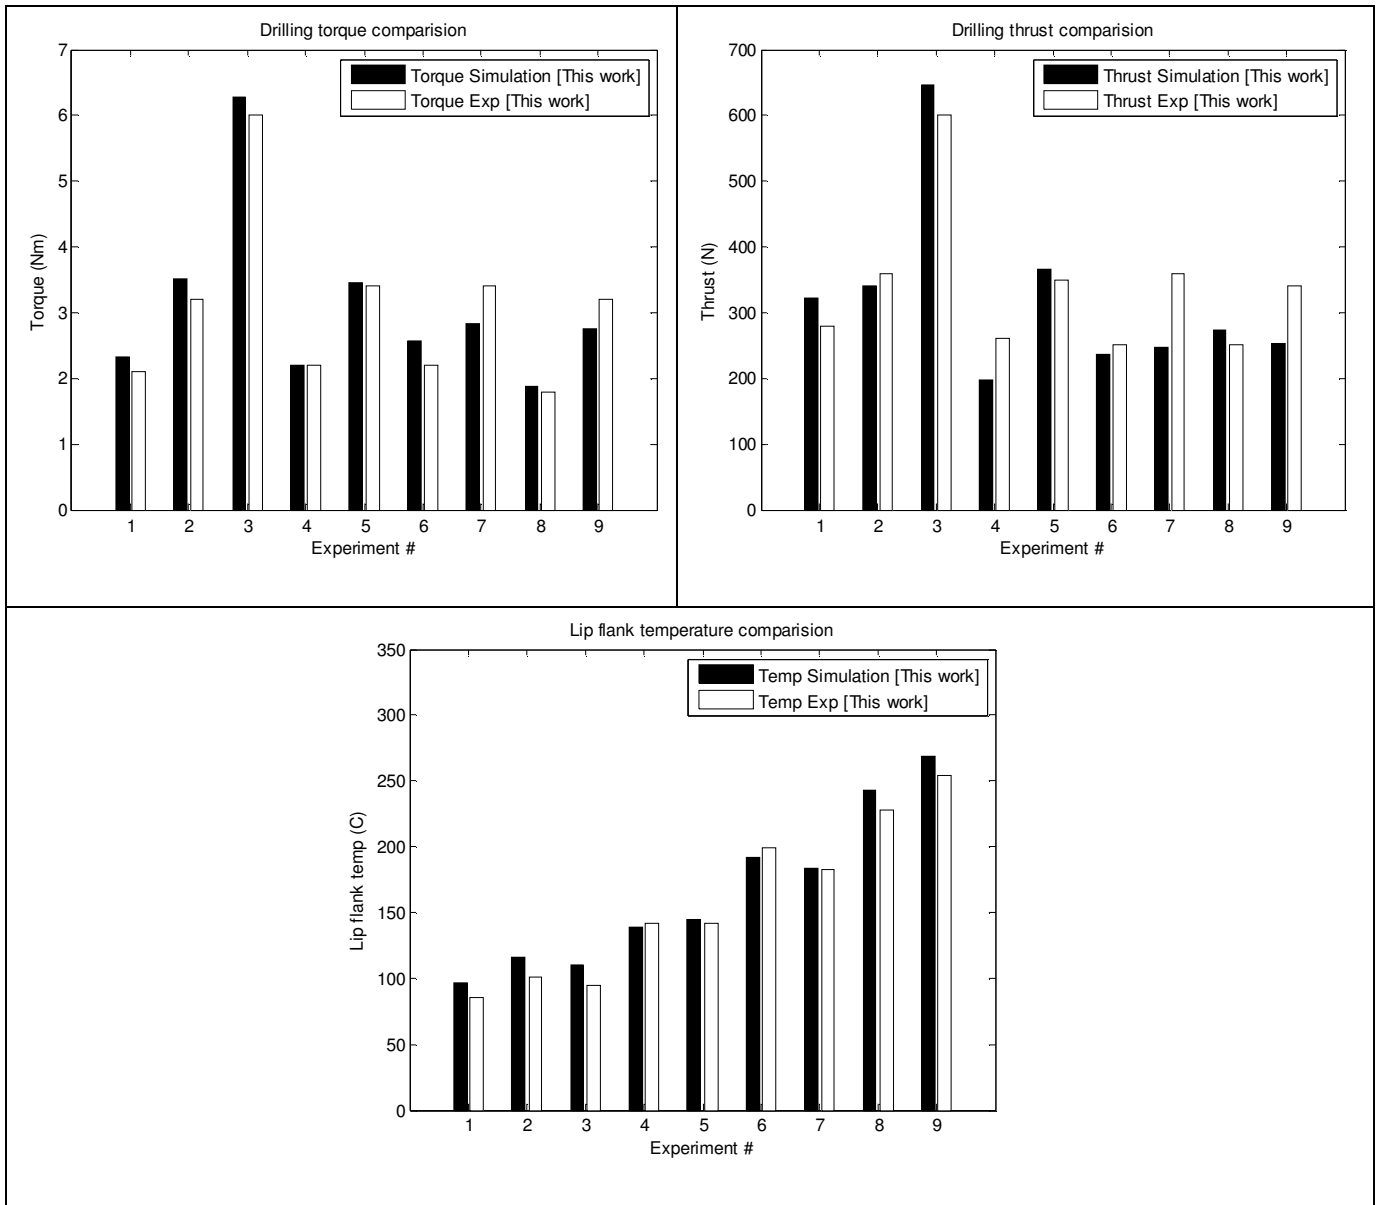 Drilling torque comparision
7
6
5
4
3
2
1
0
Torque (Nm)
Torque Simulation [This work]
Torque Exp [This work]
1 2 3 4 5 6 7 8 9
Experiment #
Drilling thrust comparision
700
600
500
400
300
200
100
0
Thrust (N)
Thrust Simulation [This work]
Thrust Exp [This work]
1 2 3 4 5 6 7 8 9
Experiment #
Lip flank temperature comparision
350
300
250
200
150
100
50
0
Lip flank temp (C)
Temp Simulation [This work]
Temp Exp [This work]
1 2 3 4 5 6 7 8 9
Experiment #